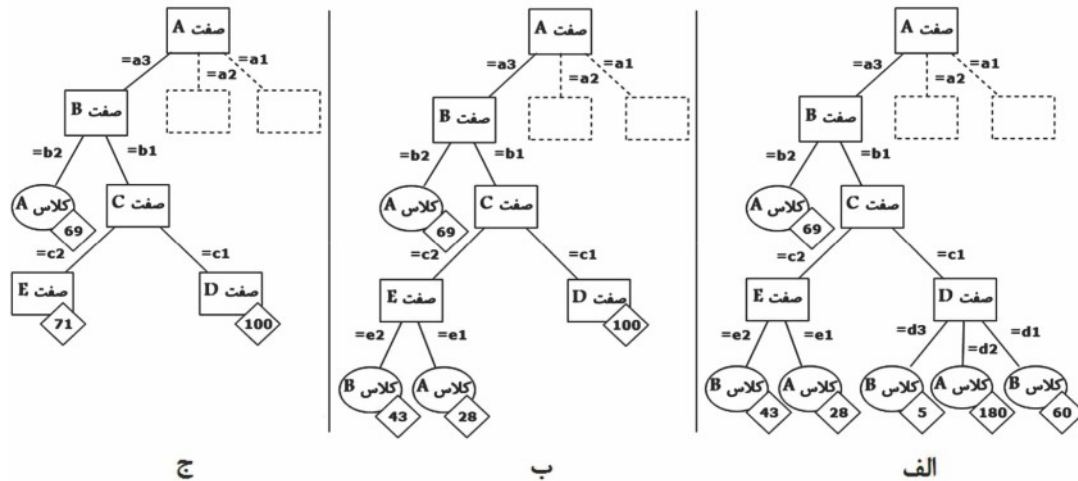 صفت A
=a3
=a2
=a1
صفت B
=b2
=b1
کلاس A
69
صفت C
=c2
=c1
صفت E
صفت D
=e2
=e1
=d3
=d2
=d1
کلاس B
43
کلاس A
28
کلاس B
5
کلاس A
180
کلاس B
60
الف
صفت A
=a3
=a2
=a1
صفت B
=b2
=b1
کلاس A
69
صفت C
=c2
=c1
صفت E
صفت D
100
=e2
=e1
کلاس B
43
کلاس A
28
ب
صفت A
=a3
=a2
=a1
صفت B
=b2
=b1
کلاس A
69
صفت C
=c2
=c1
صفت E
71
صفت D
100
ج